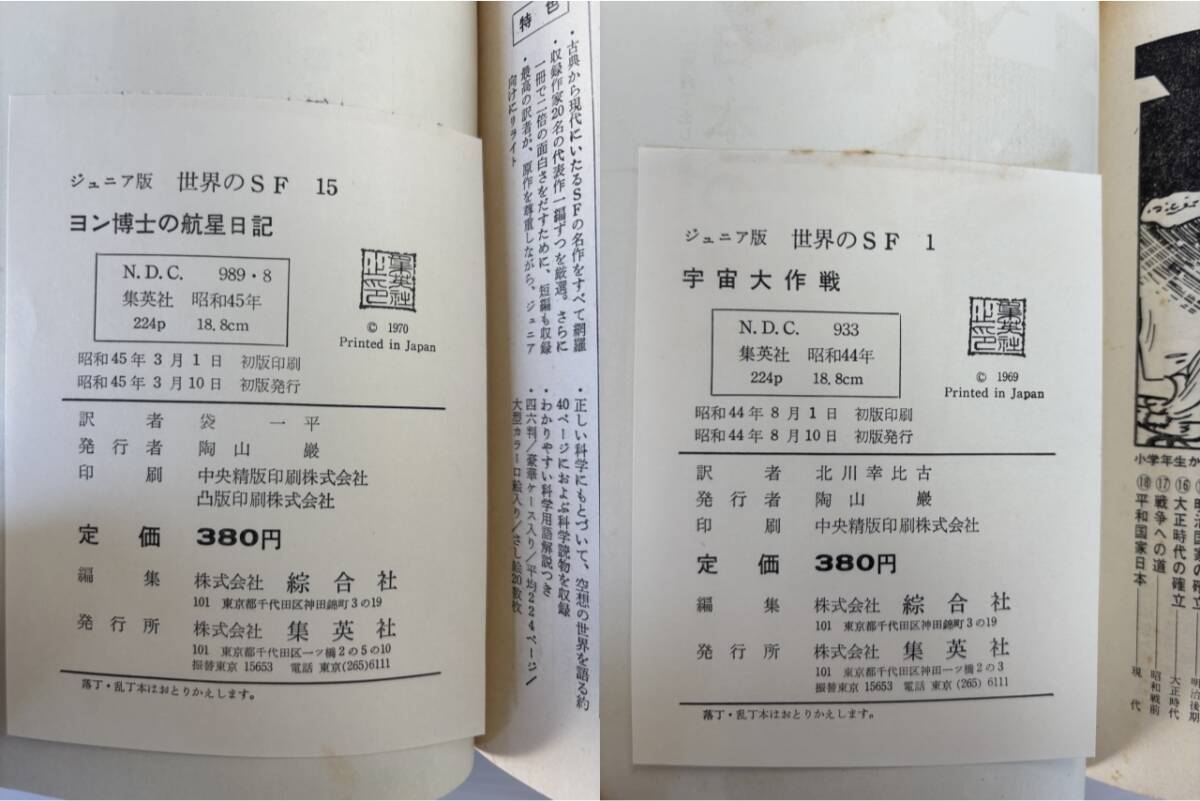 ジュニア版 世界のSF 15
ヨン博士の航星日記
N.D.C. 989・8
集英社 昭和45年
224p 18.8cm
集英社之印
© 1970
Printed in Japan
昭和45年3月1日 初版印刷
昭和45年3月10日 初版発行
訳者 袋一平
発行者 陶山巌
印刷 中央精版印刷株式会社
凸版印刷株式会社
定価 380円
編集 株式会社 綜合社
101 東京都千代田区神田錦町3の19
発行所 株式会社 集英社
101 東京都千代田区一ツ橋2の5の10
振替東京 15653 電話 東京(265)6111
落丁・乱丁本はおとりかえします。
特色
・古典から現代にいたるSFの名作をすべて網羅
・収録作家20名の代表作一編ずつを厳選。さらに
一冊で二倍の面白さをだすために、短編も収録
・最高の訳者が、原作を尊重しながら、ジュニア
向けにリライト
・正しい科学にもとづいて、空想の世界を語る約
40ページにおよぶ科学読物を収録
・わかりやすい科学用語解説つき
・四六判/豪華ケース入り/平均224ページ/
大型カラー口絵入り/さし絵20数枚
ジュニア版 世界のSF 1
宇宙大作戦
N.D.C. 933
集英社 昭和44年
224p 18.8cm
集英社之印
© 1969
Printed in Japan
昭和44年8月1日 初版印刷
昭和44年8月10日 初版発行
訳者 北川幸比古
発行者 陶山巌
印刷 中央精版印刷株式会社
定価 380円
編集 株式会社 綜合社
101 東京都千代田区神田錦町3の19
発行所 株式会社 集英社
101 東京都千代田区神田一ツ橋2の3
振替東京 15653 電話 東京(265)6111
落丁・乱丁本はおとりかえします。
小学年生か
の確立 明治後期
⑯大正時代の確立 大正時代
⑰戦争への道 昭和戦前
⑱平和国家日本 現代